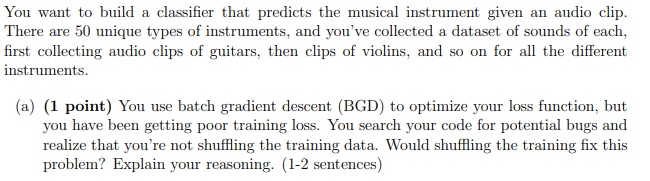 You want to build a classifier that predicts the musical instrument given an audio clip.
There are 50 unique types of instruments, and you've collected a dataset of sounds of each,
first collecting audio clips of guitars, then clips of violins, and so on for all the different
instruments.
(a) (1 point) You use batch gradient descent (BGD) to optimize your loss function, but
you have been getting poor training loss. You search your code for potential bugs and
realize that you're not shuffling the training data. Would shuffling the training fix this
problem? Explain your reasoning. (1-2 sentences)